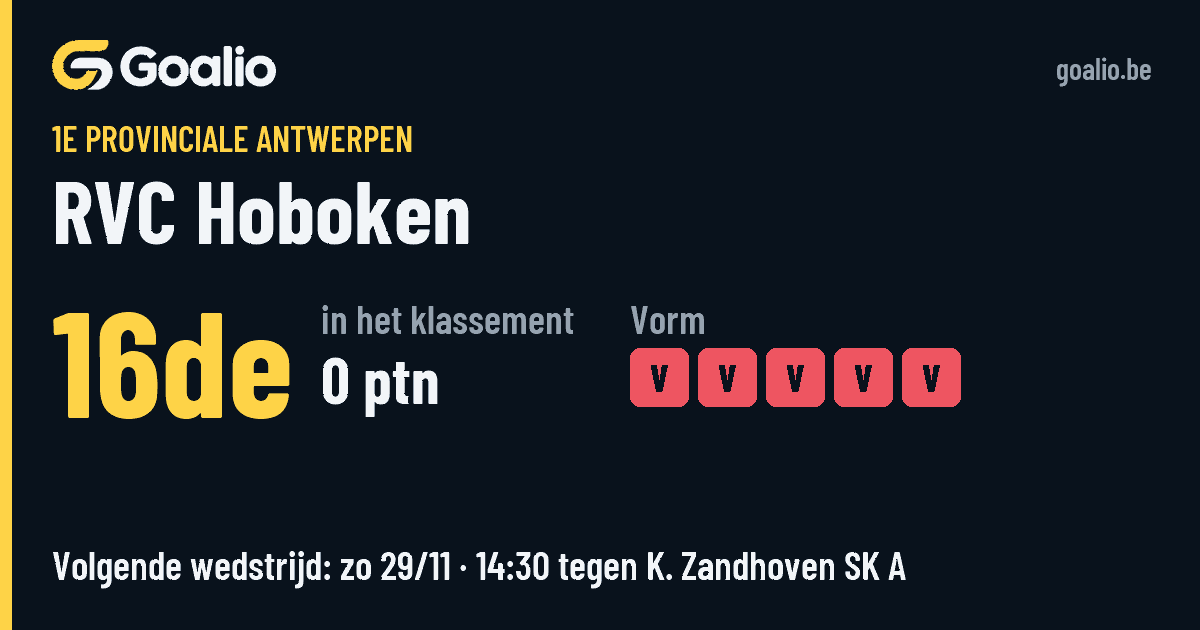 Goalio
goalio.be
1E PROVINCIALE ANTWERPEN
RVC Hoboken
16de
in het klassement
0 ptn
Vorm
V V V V V
Volgende wedstrijd: zo 29/11 · 14:30 tegen K. Zandhoven SK A